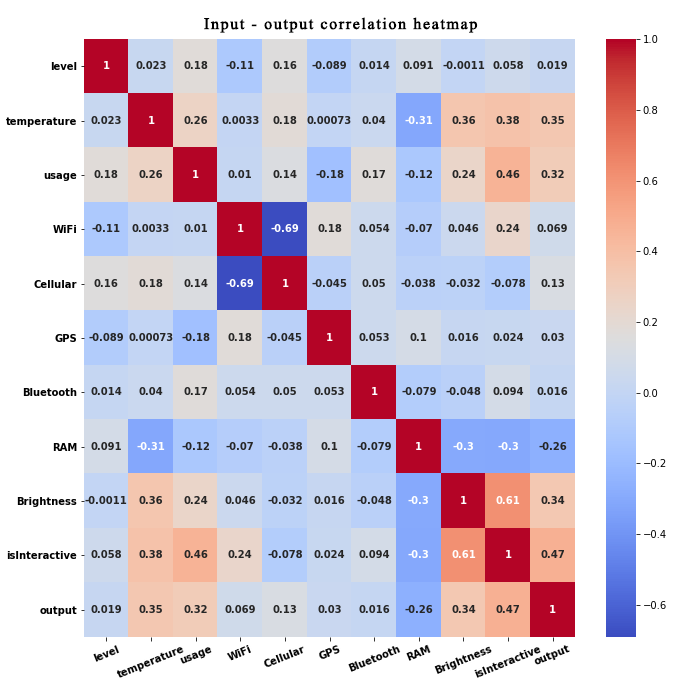 Input - output correlation heatmap
level 1 0.023 0.18 -0.11 0.16 -0.089 0.014 0.091 -0.0011 0.058 0.019
temperature 0.023 1 0.26 0.0033 0.18 0.00073 0.04 -0.31 0.36 0.38 0.35
usage 0.18 0.26 1 0.01 0.14 -0.18 0.17 -0.12 0.24 0.46 0.32
WiFi -0.11 0.0033 0.01 1 -0.69 0.18 0.054 -0.07 0.046 0.24 0.069
Cellular 0.16 0.18 0.14 -0.69 1 -0.045 0.05 -0.038 -0.032 -0.078 0.13
GPS -0.089 0.00073 -0.18 0.18 -0.045 1 0.053 0.1 0.016 0.024 0.03
Bluetooth 0.014 0.04 0.17 0.054 0.05 0.053 1 -0.079 -0.048 0.094 0.016
RAM 0.091 -0.31 -0.12 -0.07 -0.038 0.1 -0.079 1 -0.3 -0.3 -0.26
Brightness -0.0011 0.36 0.24 0.046 -0.032 0.016 -0.048 -0.3 1 0.61 0.34
isInteractive 0.058 0.38 0.46 0.24 -0.078 0.024 0.094 -0.3 0.61 1 0.47
output 0.019 0.35 0.32 0.069 0.13 0.03 0.016 -0.26 0.34 0.47 1
level temperature usage WiFi Cellular GPS Bluetooth RAM Brightness isInteractive output
1.0
0.8
0.6
0.4
0.2
0.0
−0.2
−0.4
−0.6